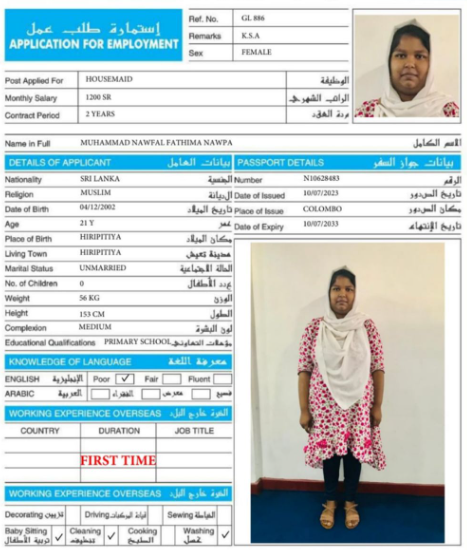 إستمارة طلب عمل
APPLICATION FOR EMPLOYMENT
Ref. No. GL 886
Remarks K.S.A
Sex FEMALE
Post Applied For HOUSEMAID الوظيفة
Monthly Salary 1200 SR الراتب الشهري
Contract Period 2 YEARS مدة العقد
Name in Full MUHAMMAD NAWFAL FATHIMA NAWPA الاسم الكامل
DETAILS OF APPLICANT بيانات العامل
Nationality SRI LANKA الجنسية
Religion MUSLIM الديانة
Date of Birth 04/12/2002 تاريخ الميلاد
Age 21 Y عمر
Place of Birth HIRIPITIYA مكان الميلاد
Living Town HIRIPITIYA مدينة تعيش
Marital Status UNMARRIED الحالة الاجتماعية
No. of Children 0 عدد الأطفال
Weight 56 KG الوزن
Height 153 CM الطول
Complexion MEDIUM لون البشرة
Educational Qualifications PRIMARY SCHOOL مؤهلات
PASSPORT DETAILS بيانات جواز السفر
Number N10628483 الرقم
Date of Issued 10/07/2023 تاريخ الصدور
Place of Issue COLOMBO مكان الصدور
Date of Expiry 10/07/2033 تاريخ الإنتهاء
KNOWLEDGE OF LANGUAGE معرفة اللغة
ENGLISH الإنجليزية Poor ✓ Fair Fluent
ARABIC العربية
WORKING EXPERIENCE OVERSEAS الخبرة خارج البلد
COUNTRY DURATION JOB TITLE
FIRST TIME
WORKING EXPERIENCE OVERSEAS الخبرة خارج البلد
Decorating Driving Sewing الخياطة
Baby Sitting تربية الأطفال ✓ Cleaning تنظيف ✓ Cooking الطبخ Washing غسل ✓